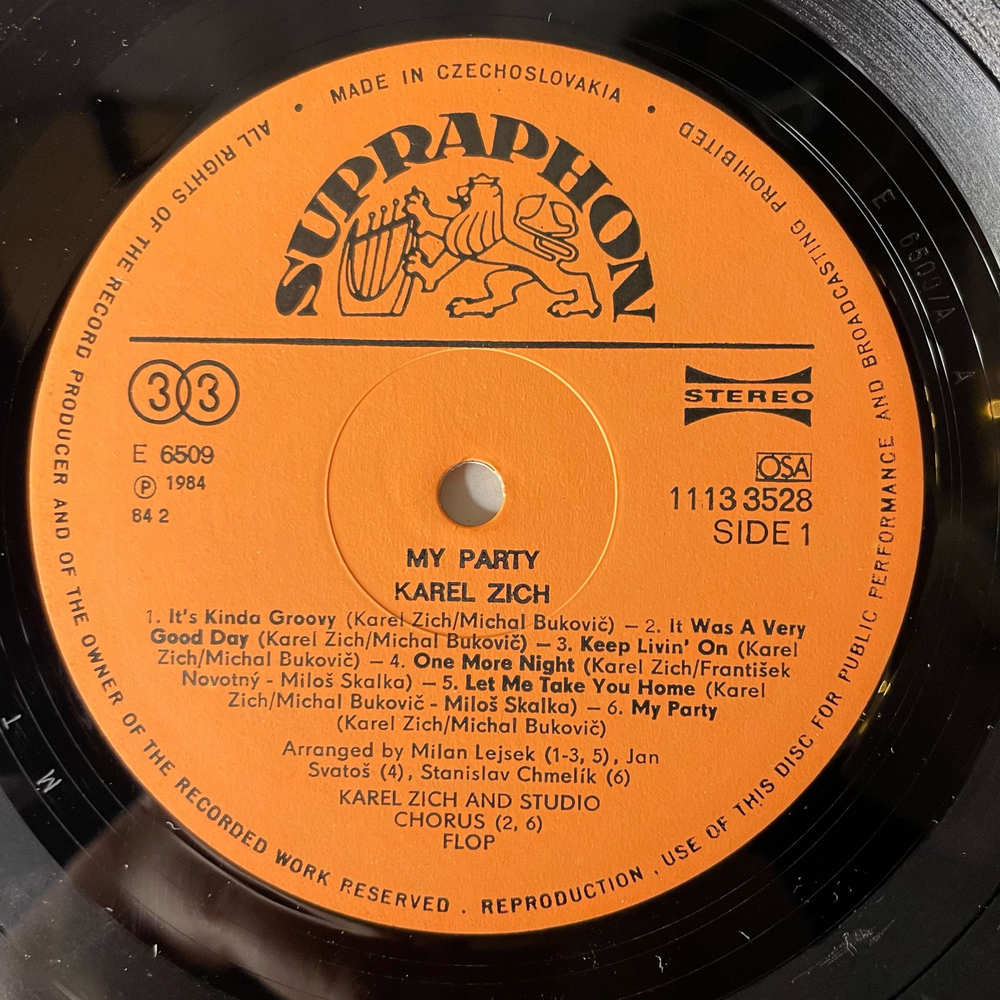 MADE IN CZECHOSLOVAKIA
ALL RIGHTS OF THE RECORD PRODUCER AND OF THE OWNER OF THE RECORDED WORK RESERVED . REPRODUCTION , USE OF THIS DISC FOR PUBLIC PERFORMANCE AND BROADCASTING PROHIBITED
SUPRAPHON
33
STEREO
E 6509
Ⓟ 1984
84 2
OSA
1113 3528
SIDE 1
MY PARTY
KAREL ZICH
1. It's Kinda Groovy (Karel Zich/Michal Bukovič) – 2. It Was A Very
Good Day (Karel Zich/Michal Bukovič) – 3. Keep Livin' On (Karel
Zich/Michal Bukovič) – 4. One More Night (Karel Zich/František
Novotný - Miloš Skalka) – 5. Let Me Take You Home (Karel
Zich/Michal Bukovič - Miloš Skalka) – 6. My Party
(Karel Zich/Michal Bukovič)
Arranged by Milan Lejsek (1-3, 5), Jan
Svatoš (4), Stanislav Chmelík (6)
KAREL ZICH AND STUDIO
CHORUS (2, 6)
FLOP
E 6509/A A
T M